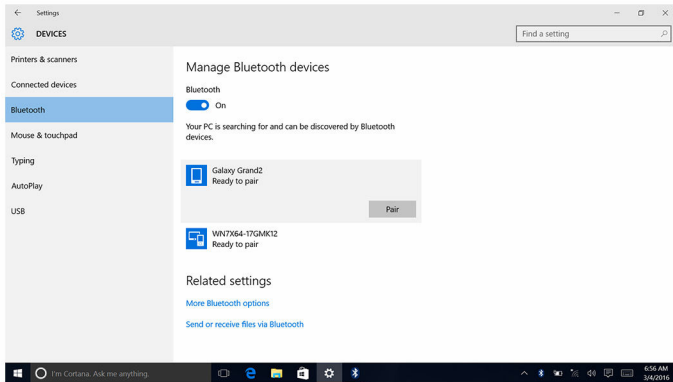 Settings
DEVICES
Find a setting
Printers & scanners
Connected devices
Bluetooth
Mouse & touchpad
Typing
AutoPlay
USB
Manage Bluetooth devices
Bluetooth
On
Your PC is searching for and can be discovered by Bluetooth
devices.
Galaxy Grand2
Ready to pair
Pair
WN7X64-17GMK12
Ready to pair
Related settings
More Bluetooth options
Send or receive files via Bluetooth
I'm Cortana. Ask me anything.
6:56 AM
3/4/2016